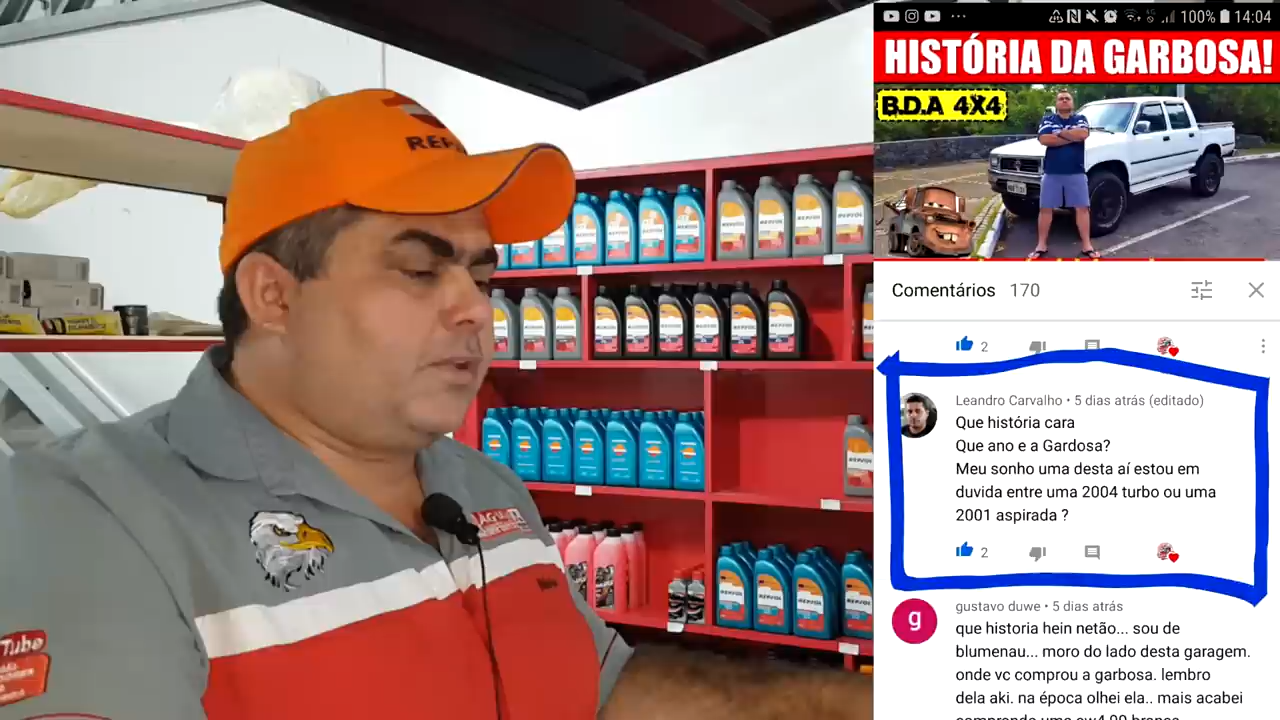 14:04
100%
HISTÓRIA DA GARBOSA!
B.D.A 4X4
Comentários 170
2
Leandro Carvalho • 5 dias atrás (editado)
Que história cara
Que ano e a Gardosa?
Meu sonho uma desta aí estou em
duvida entre uma 2004 turbo ou uma
2001 aspirada ?
2
g
gustavo duwe • 5 dias atrás
que historia hein netão... sou de
blumenau... moro do lado desta garagem.
onde vc comprou a garbosa. lembro
dela aki. na época olhei ela.. mais acabei
REPSOL
Tube